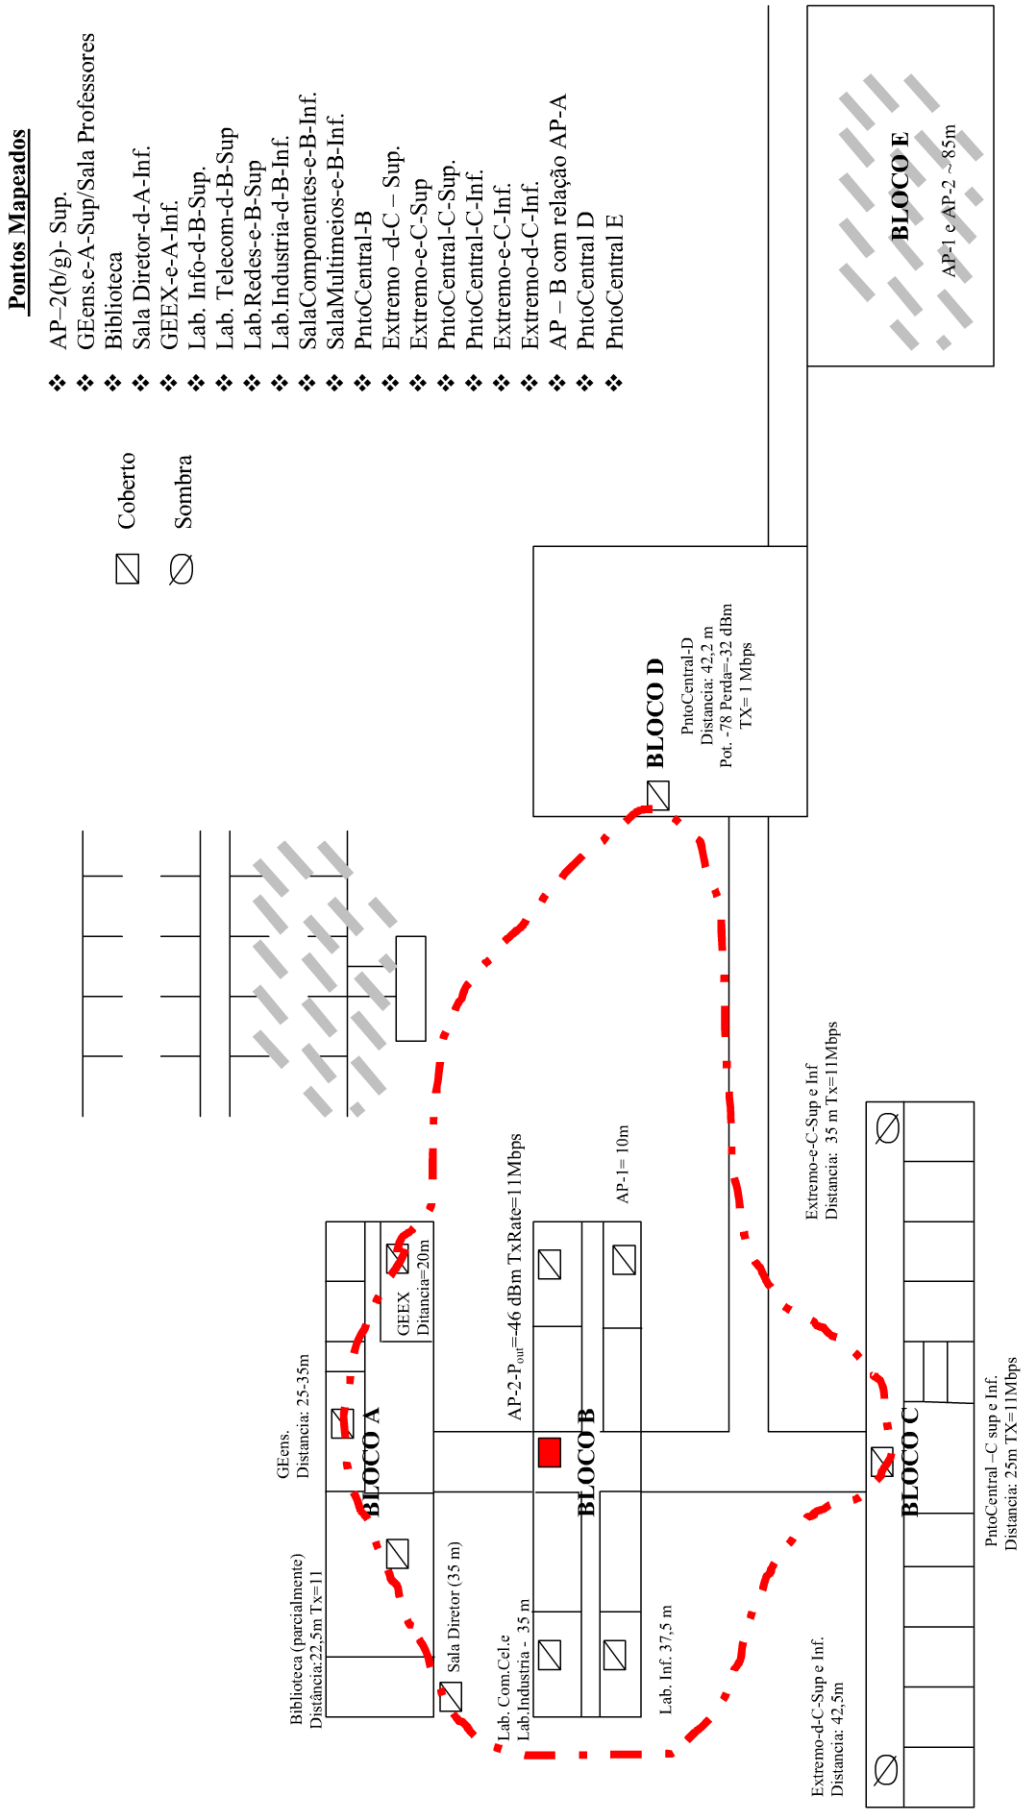 Pontos Mapeados
❖ AP–2(b/g)- Sup.
❖ GEens.e-A-Sup/Sala Professores
❖ Biblioteca
❖ Sala Diretor-d-A-Inf.
❖ GEEX-e-A-Inf.
❖ Lab. Info-d-B-Sup.
❖ Lab. Telecom-d-B-Sup
❖ Lab.Redes-e-B-Sup
❖ Lab.Industria-d-B-Inf.
❖ SalaComponentes-e-B-Inf.
❖ SalaMultimeios-e-B-Inf.
❖ PntoCentral-B
❖ Extremo –d-C – Sup.
❖ Extremo-e-C-Sup
❖ PntoCentral-C-Sup.
❖ PntoCentral-C-Inf.
❖ Extremo-e-C-Inf.
❖ Extremo-d-C-Inf.
❖ AP – B com relação AP-A
❖ PntoCentral D
❖ PntoCentral E
Coberto
Sombra
Biblioteca (parcialmente)
Distância:22,5m Tx=11
GEens.
Distancia: 25-35m
BLOCO A
GEEX
Ditancia=20m
Sala Diretor (35 m)
Lab. Com.Cel.e
Lab.Industria - 35 m
AP-2-Pout=-46 dBm TxRate=11Mbps
BLOCO B
AP-1= 10m
Lab. Inf. 37,5 m
BLOCO D
PntoCentral-D
Distancia: 42,2 m
Pot. -78 Perda=-32 dBm
TX= 1 Mbps
BLOCO E
AP-1 e AP-2 ~ 85m
Extremo-d-C-Sup e Inf.
Distancia: 42,5m
Extremo-e-C-Sup e Inf
Distancia: 35 m Tx=11Mbps
BLOCO C
PntoCentral –C sup e Inf.
Distancia: 25m TX=11Mbps